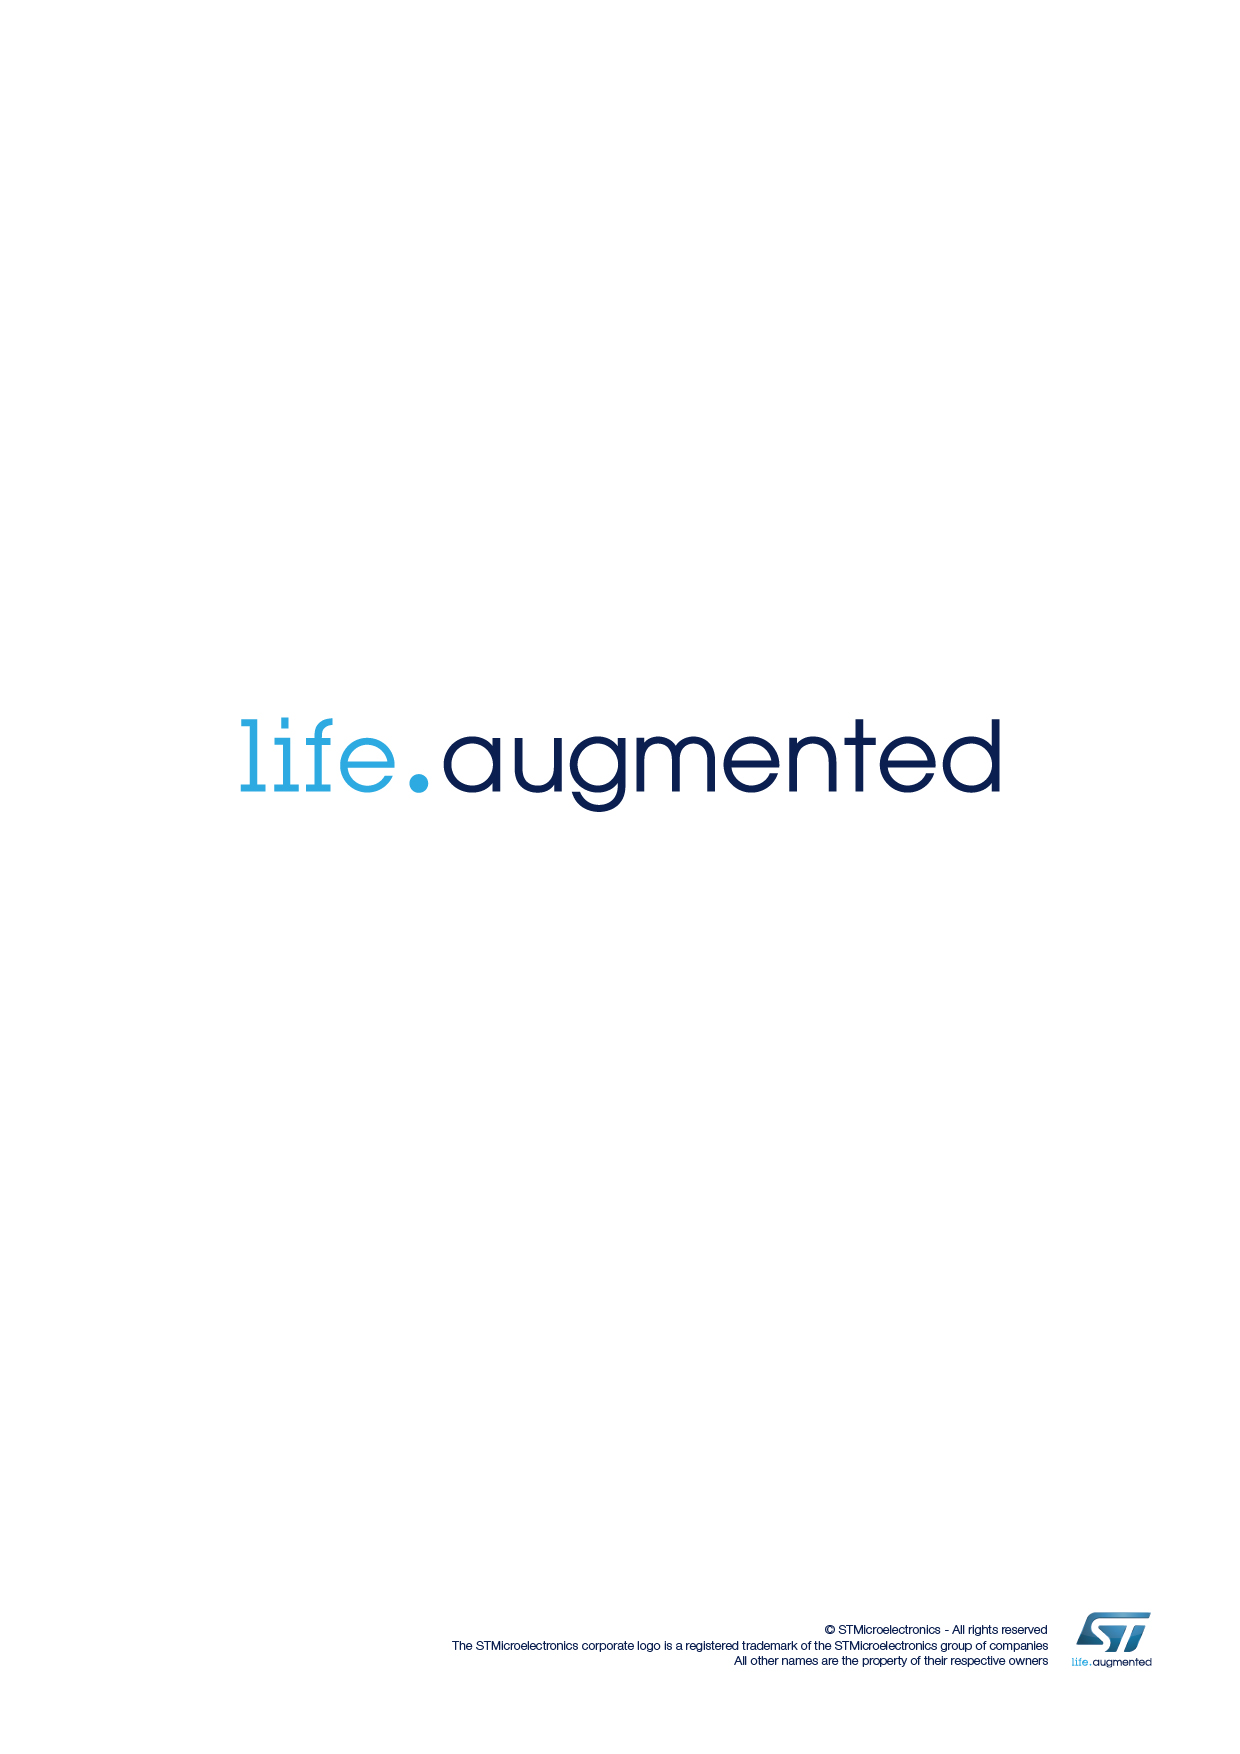 life.augmented
© STMicroelectronics - All rights reserved
The STMicroelectronics corporate logo is a registered trademark of the STMicroelectronics group of companies
All other names are the property of their respective owners
ST
life.augmented